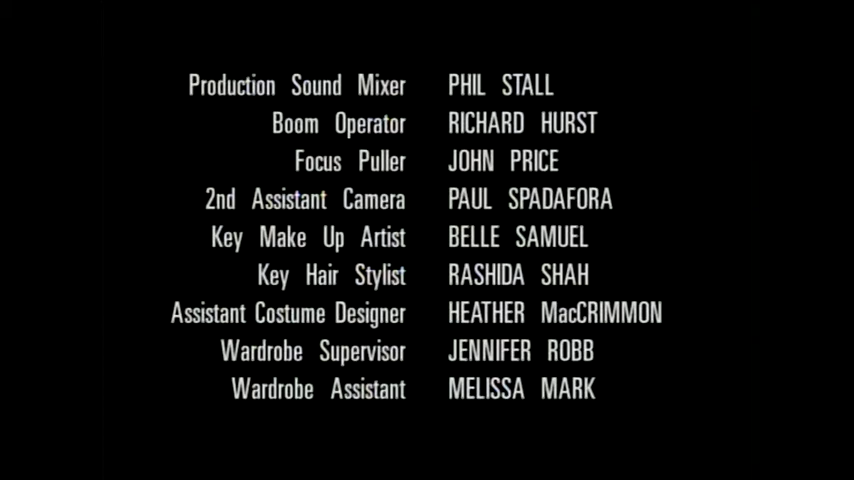 Production Sound Mixer PHIL STALL
Boom Operator RICHARD HURST
Focus Puller JOHN PRICE
2nd Assistant Camera PAUL SPADAFORA
Key Make Up Artist BELLE SAMUEL
Key Hair Stylist RASHIDA SHAH
Assistant Costume Designer HEATHER MacCRIMMON
Wardrobe Supervisor JENNIFER ROBB
Wardrobe Assistant MELISSA MARK